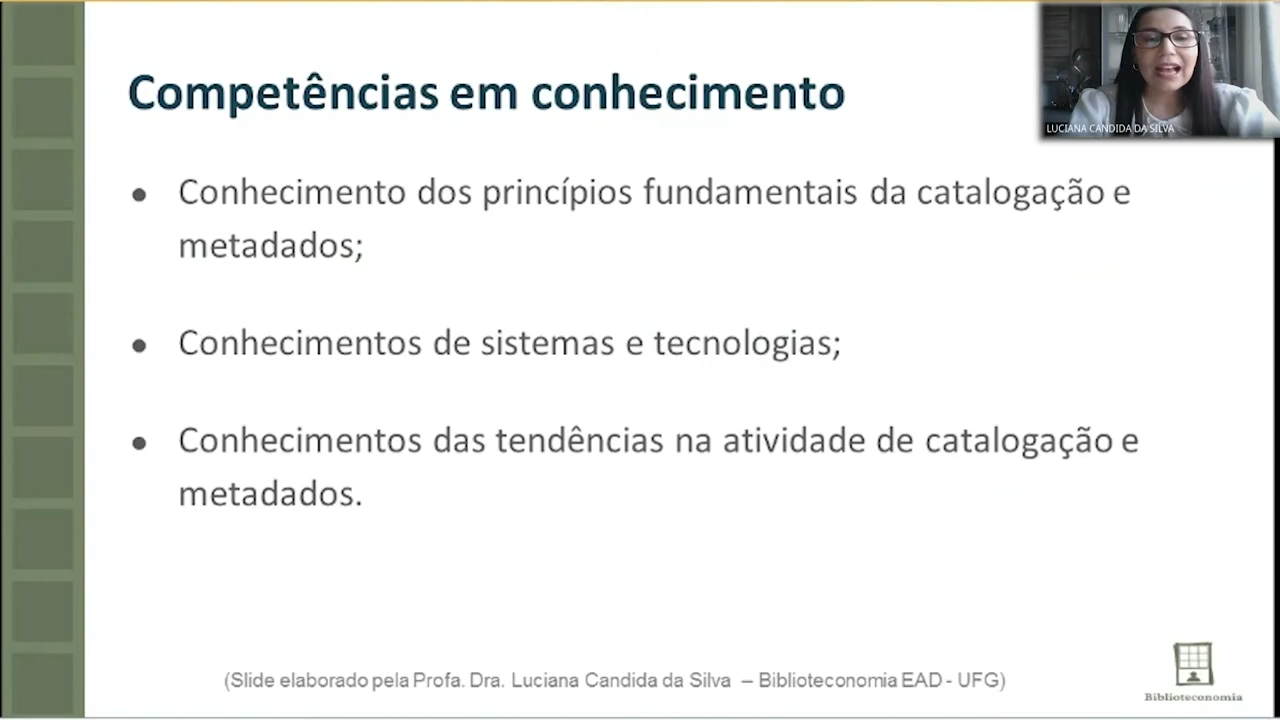 Competências em conhecimento
LUCIANA CANDIDA DA SILVA
● Conhecimento dos princípios fundamentais da catalogação e
metadados;
● Conhecimentos de sistemas e tecnologias;
● Conhecimentos das tendências na atividade de catalogação e
metadados.
(Slide elaborado pela Profa. Dra. Luciana Candida da Silva – Biblioteconomia EAD - UFG)
Biblioteconomia